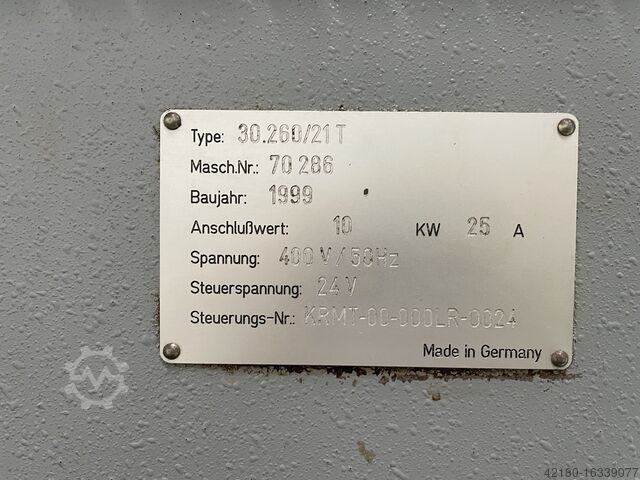 Type: 30.260/21 T
Masch.Nr.: 70 286
Baujahr: 1999
Anschlußwert: 10 KW 25 A
Spannung: 400 V / 50Hz
Steuerspannung: 24 V
Steuerungs-Nr.: KRMT-00-000LR-0024
Made in Germany
42180-16339077